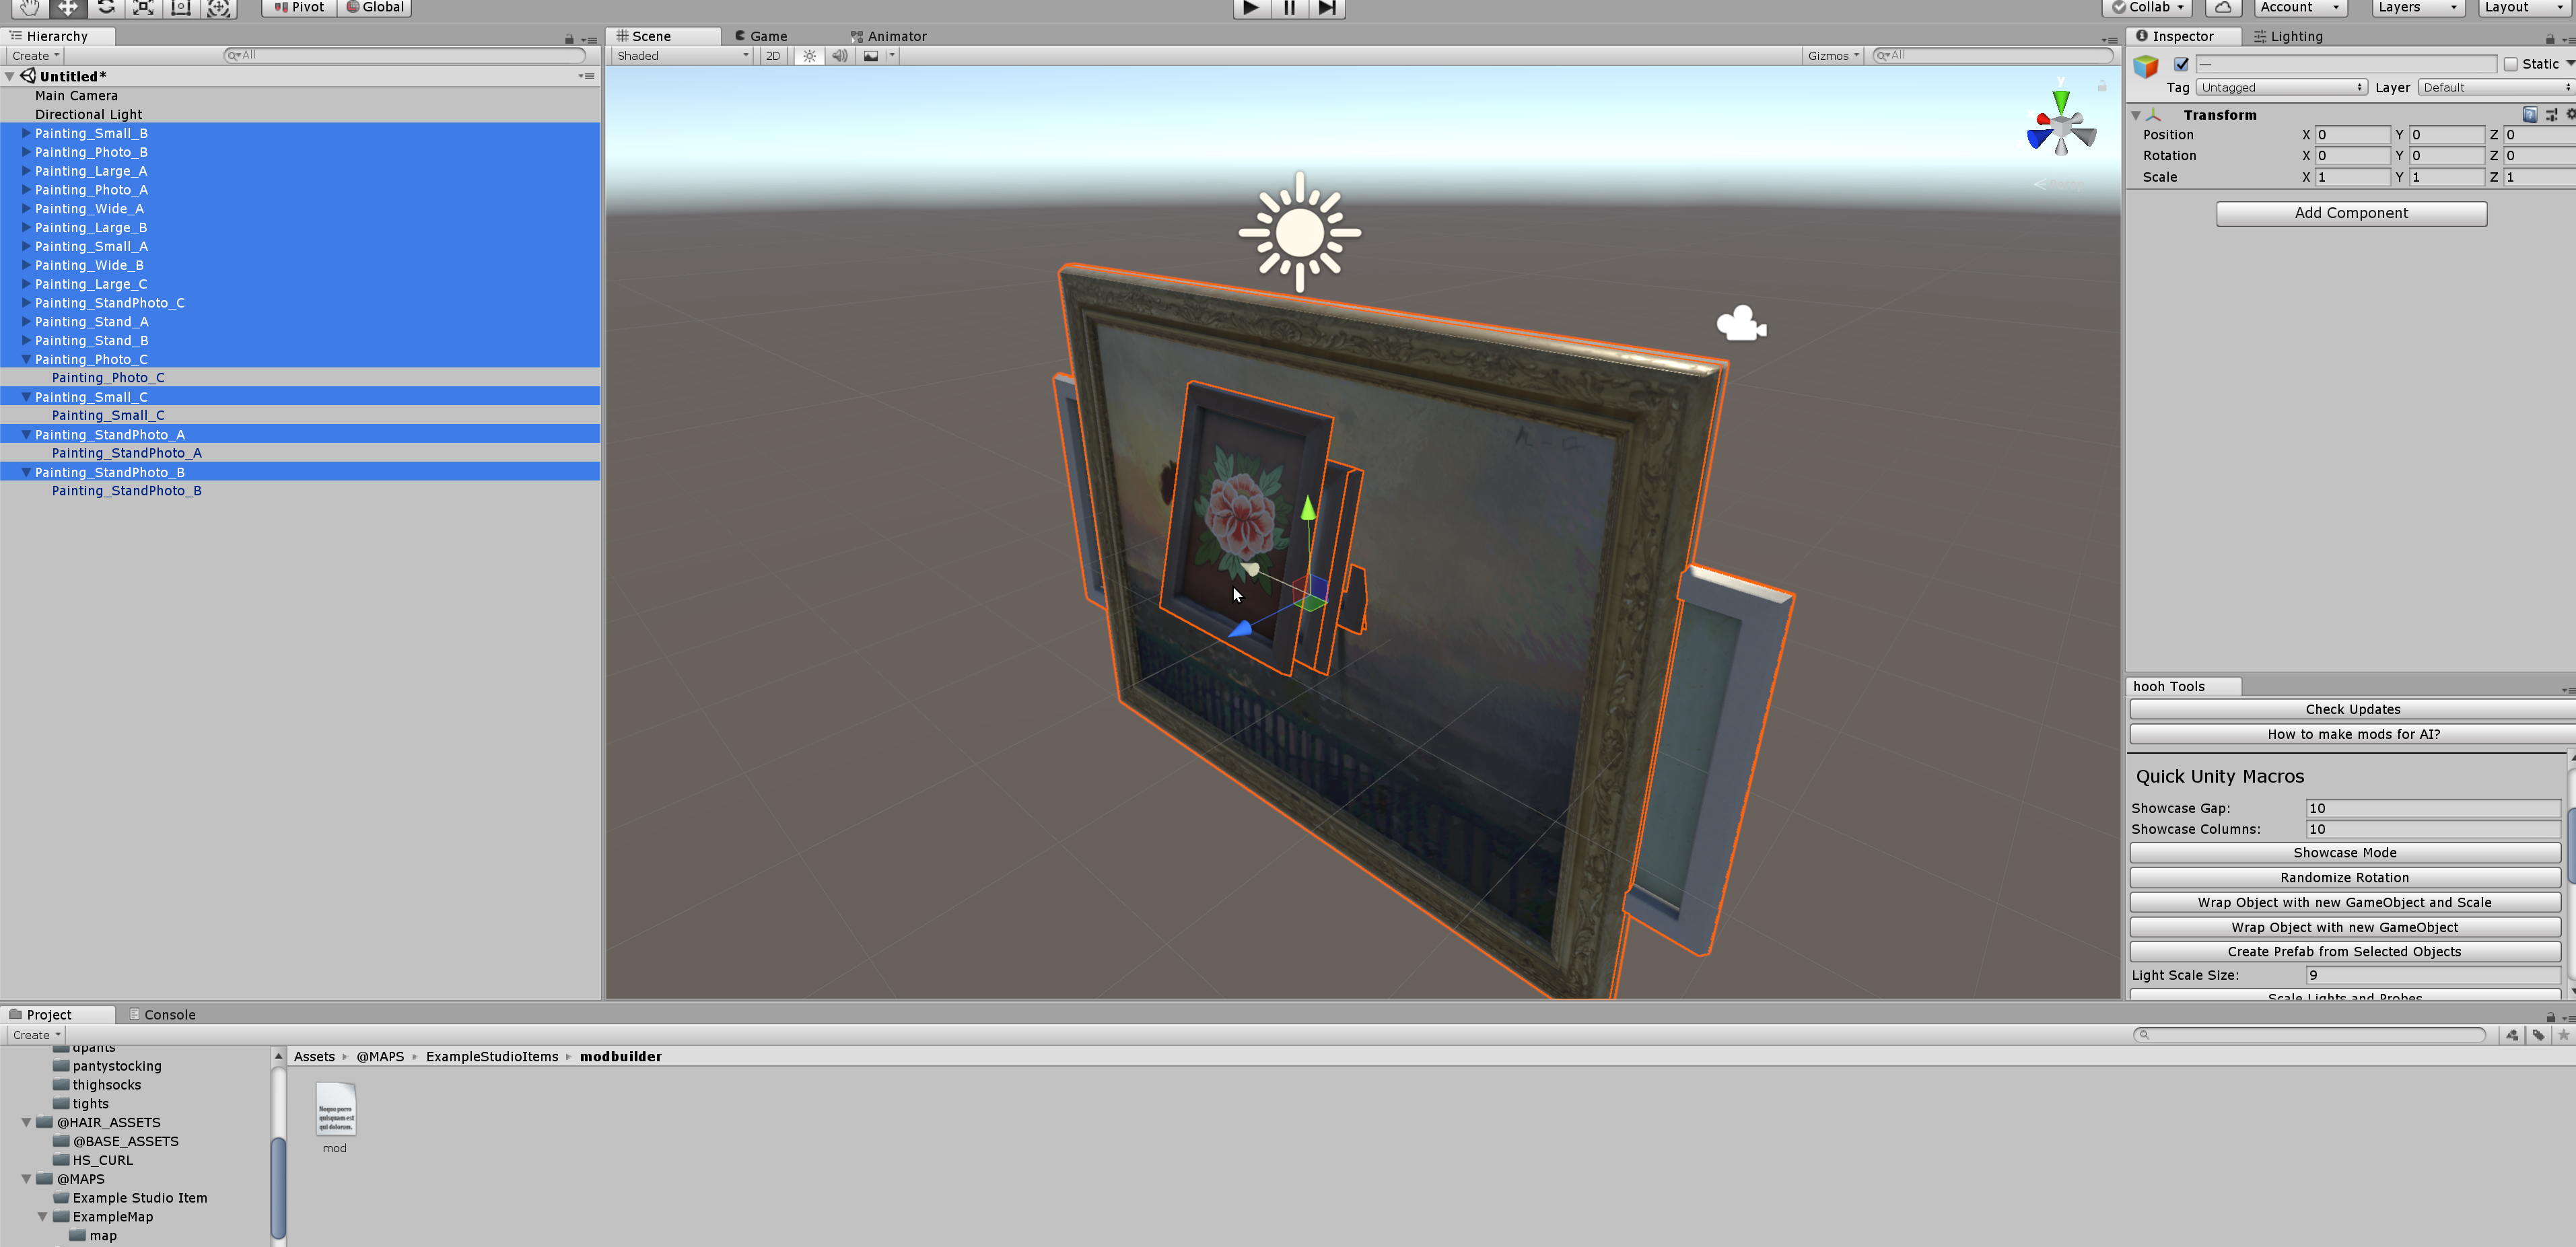 Pivot Global Collab Account Layers Layout
Hierarchy
Create All
Untitled*
Main Camera
Directional Light
Painting_Small_B
Painting_Photo_B
Painting_Large_A
Painting_Photo_A
Painting_Wide_A
Painting_Large_B
Painting_Small_A
Painting_Wide_B
Painting_Large_C
Painting_StandPhoto_C
Painting_Stand_A
Painting_Stand_B
Painting_Photo_C
Painting_Photo_C
Painting_Small_C
Painting_Small_C
Painting_StandPhoto_A
Painting_StandPhoto_A
Painting_StandPhoto_B
Painting_StandPhoto_B
Scene Game Animator
Shaded 2D Gizmos All
y
Inspector Lighting
— Static
Tag Untagged Layer Default
Transform
Position X 0 Y 0 Z 0
Rotation X 0 Y 0 Z 0
Scale X 1 Y 1 Z 1
Add Component
hooh Tools
Check Updates
How to make mods for AI?
Quick Unity Macros
Showcase Gap: 10
Showcase Columns: 10
Showcase Mode
Randomize Rotation
Wrap Object with new GameObject and Scale
Wrap Object with new GameObject
Create Prefab from Selected Objects
Light Scale Size: 9
Scale Lights and Probes
Project Console
Create
dpants
pantystocking
thighsocks
tights
@HAIR_ASSETS
@BASE_ASSETS
HS_CURL
@MAPS
Example Studio Item
ExampleMap
map
Assets @MAPS ExampleStudioItems modbuilder
mod